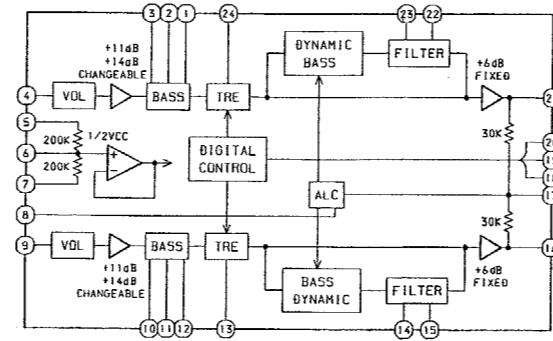 3 2 1 24 23 22
+11dB
+14dB
CHANGEABLE
DYNAMIC
BASS
FILTER
+6dB
FIXED
4 VOL BASS TRE
5
200K 1/2VCC
6 +
200K -
7
DIGITAL
CONTROL
30K
8 ALC 17
30K
9 VOL BASS TRE
+11dB
+14dB
CHANGEABLE
BASS
DYNAMIC
FILTER
+6dB
FIXED
10 11 12 13 14 15